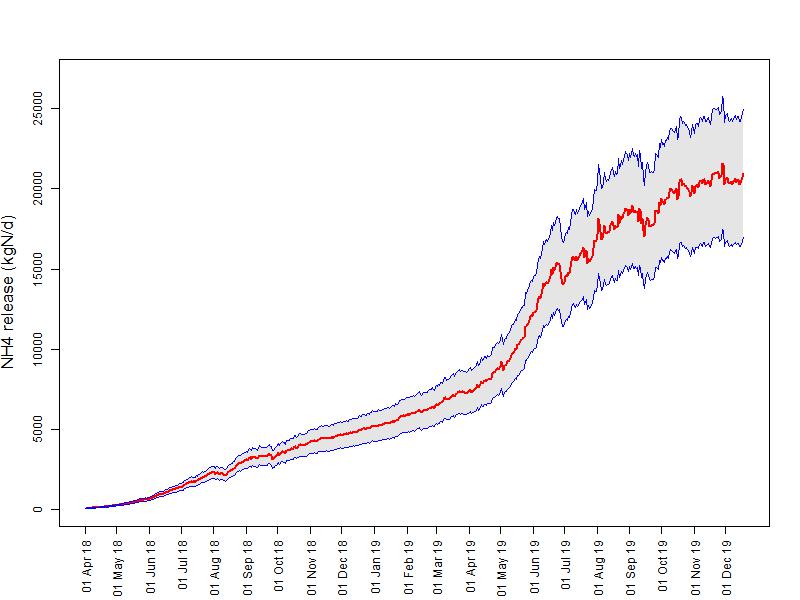 NH4 release (kgN/d)
25000
20000
15000
10000
5000
0
01 Apr 18
01 May 18
01 Jun 18
01 Jul 18
01 Aug 18
01 Sep 18
01 Oct 18
01 Nov 18
01 Dec 18
01 Jan 19
01 Feb 19
01 Mar 19
01 Apr 19
01 May 19
01 Jun 19
01 Jul 19
01 Aug 19
01 Sep 19
01 Oct 19
01 Nov 19
01 Dec 19